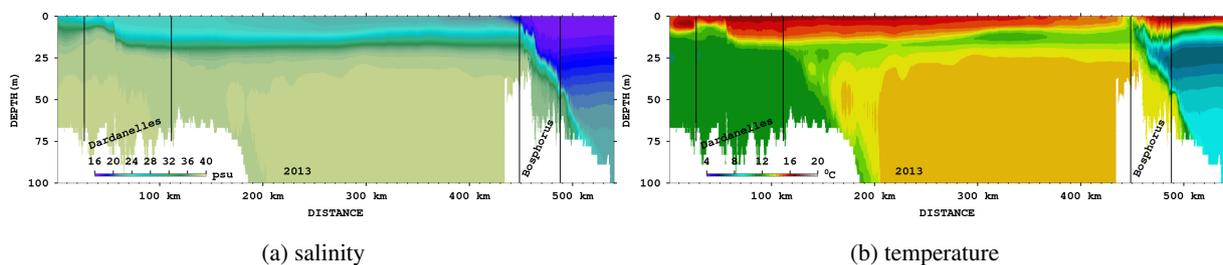 0
25
50
75
100
DEPTH(m)
Dardanelles
Bosphorus
16 20 24 28 32 36 40
psu
2013
100 km 200 km 300 km 400 km 500 km
DISTANCE
(a) salinity
0
25
50
75
100
DEPTH(m)
Dardanelles
Bosphorus
4 8 12 16 20
⁰C
2013
100 km 200 km 300 km 400 km 500 km
DISTANCE
(b) temperature